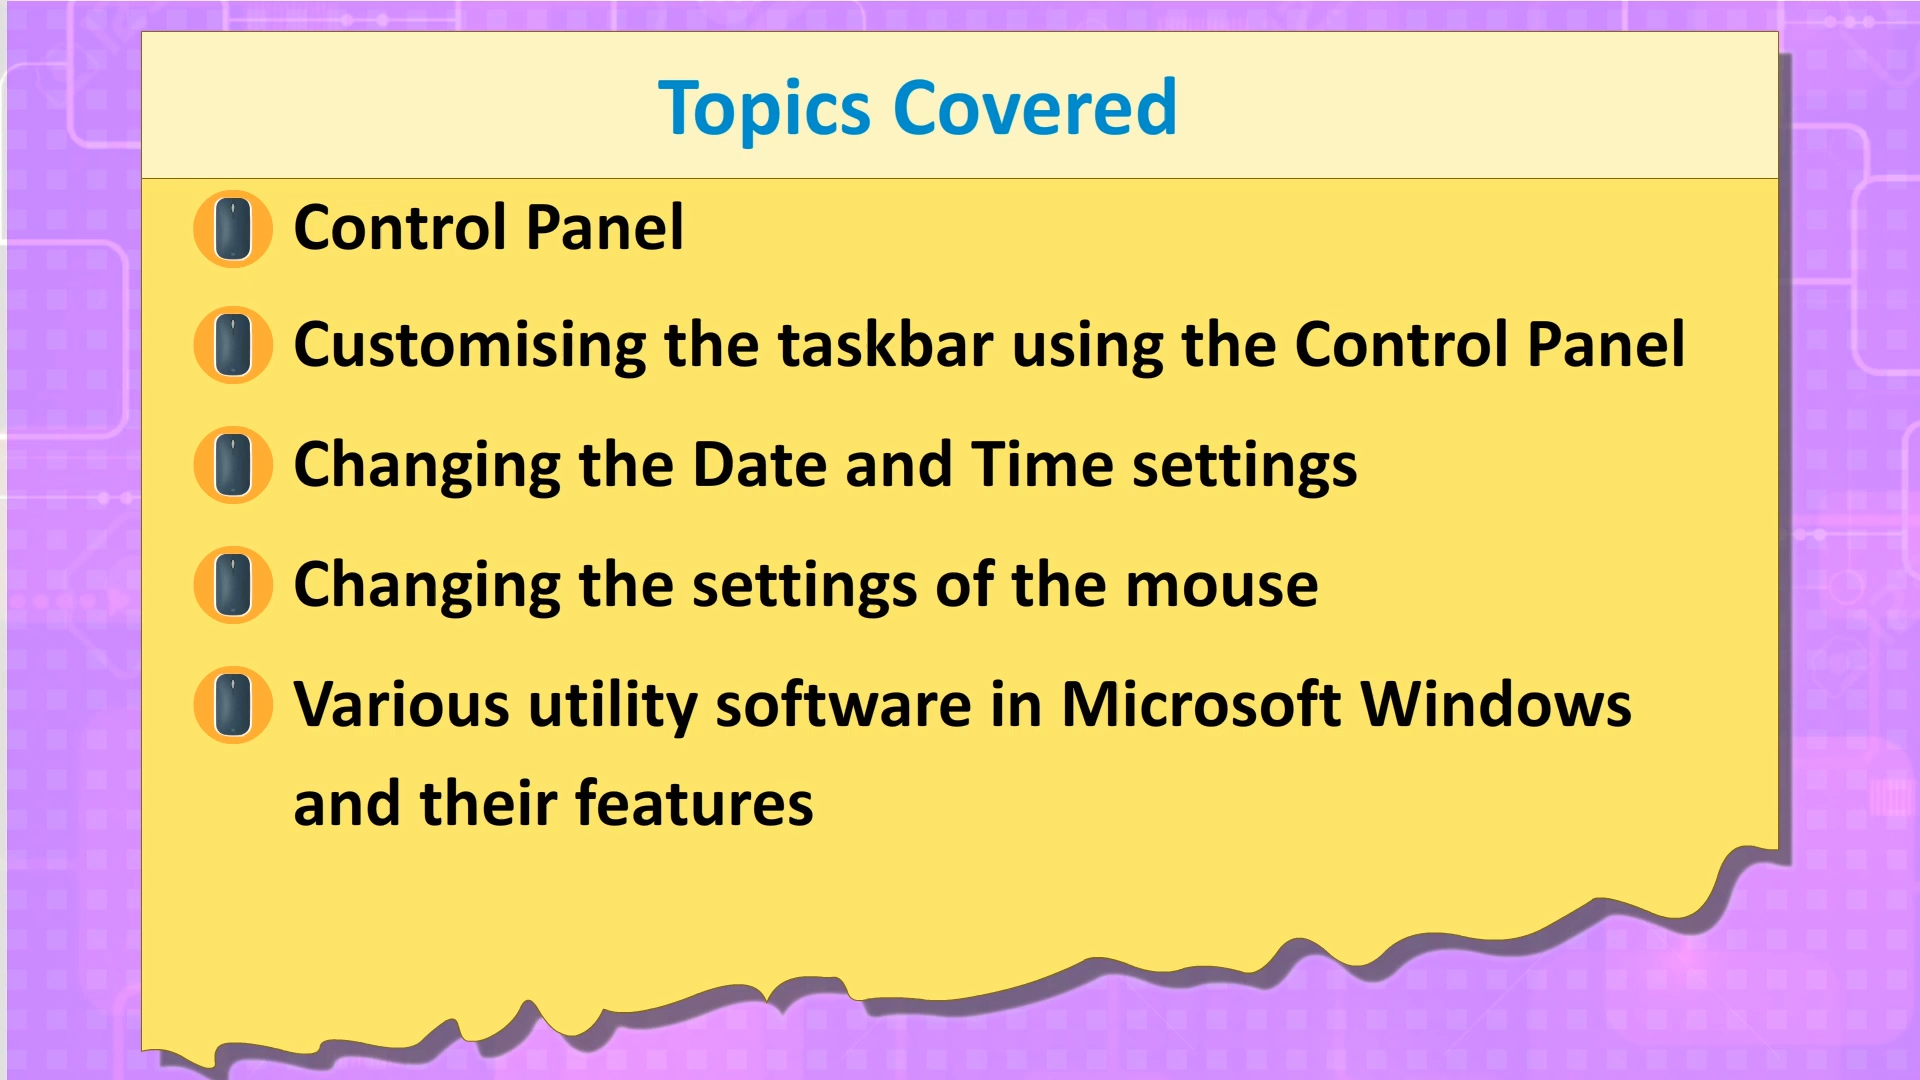 Topics Covered
Control Panel
Customising the taskbar using the Control Panel
Changing the Date and Time settings
Changing the settings of the mouse
Various utility software in Microsoft Windows
and their features